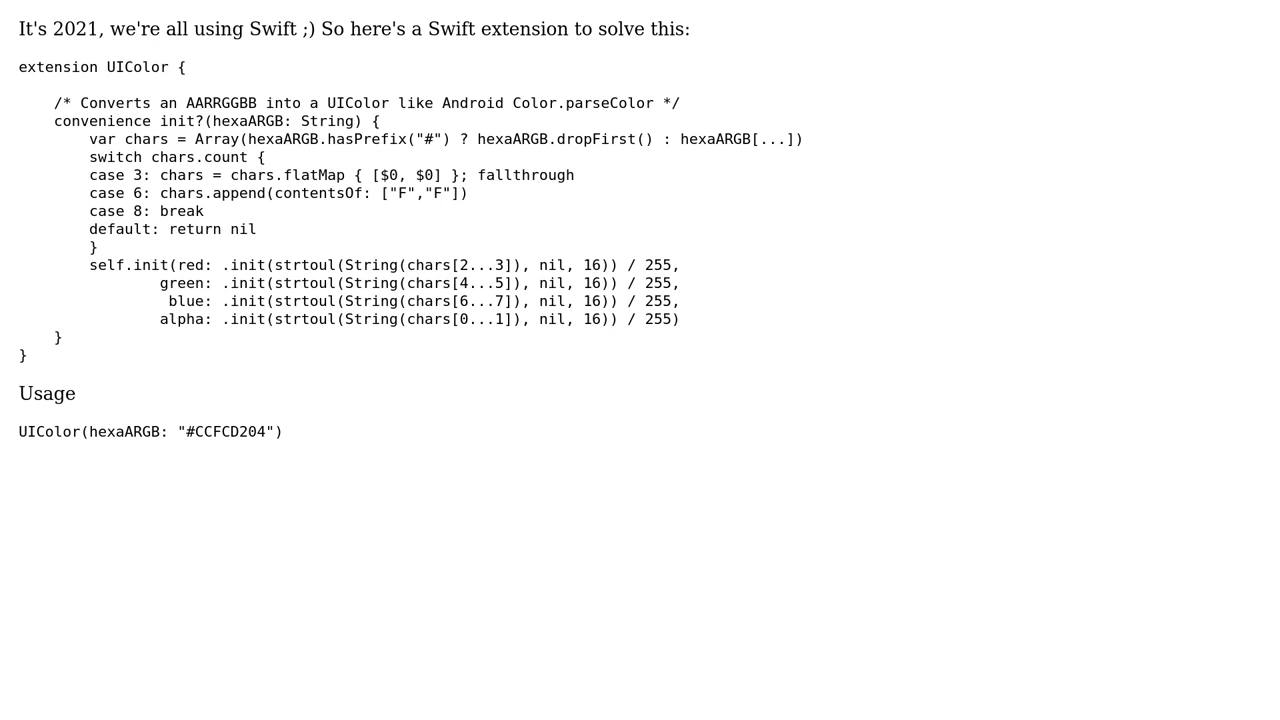 It's 2021, we're all using Swift ;) So here's a Swift extension to solve this:
extension UIColor {
    /* Converts an AARRGGBB into a UIColor like Android Color.parseColor */
    convenience init?(hexaARGB: String) {
        var chars = Array(hexaARGB.hasPrefix("#") ? hexaARGB.dropFirst() : hexaARGB[...])
        switch chars.count {
        case 3: chars = chars.flatMap { [$0, $0] }; fallthrough
        case 6: chars.append(contentsOf: ["F","F"])
        case 8: break
        default: return nil
        }
        self.init(red: .init(strtoul(String(chars[2...3]), nil, 16)) / 255,
                green: .init(strtoul(String(chars[4...5]), nil, 16)) / 255,
                 blue: .init(strtoul(String(chars[6...7]), nil, 16)) / 255,
                alpha: .init(strtoul(String(chars[0...1]), nil, 16)) / 255)
    }
}
Usage
UIColor(hexaARGB: "#CCFCD204")